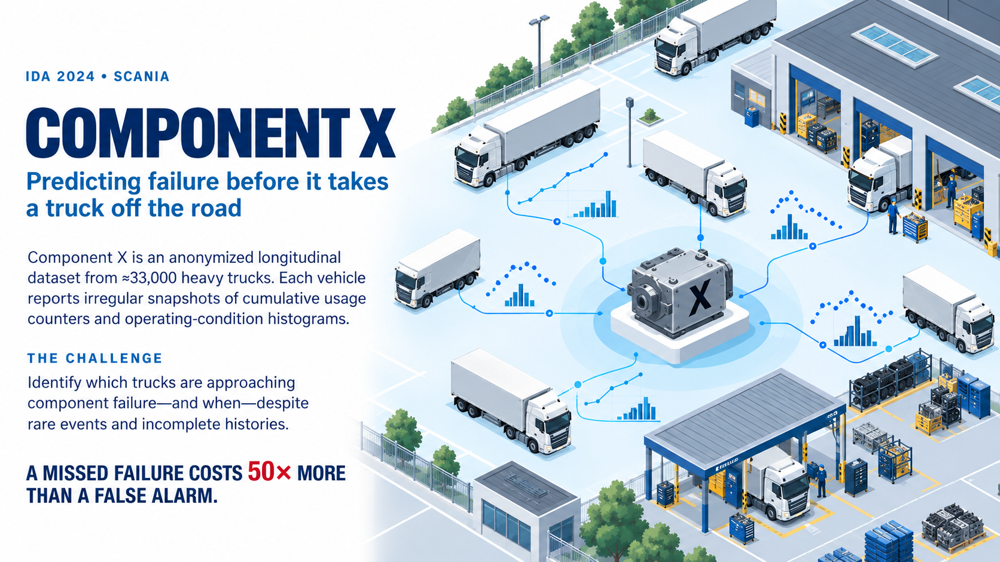 IDA 2024 • SCANIA
COMPONENT X
Predicting failure before it takes
a truck off the road
Component X is an anonymized longitudinal
dataset from ≈33,000 heavy trucks. Each vehicle
reports irregular snapshots of cumulative usage
counters and operating-condition histograms.
THE CHALLENGE
Identify which trucks are approaching
component failure—and when—despite
rare events and incomplete histories.
A MISSED FAILURE COSTS 50× MORE
THAN A FALSE ALARM.
X